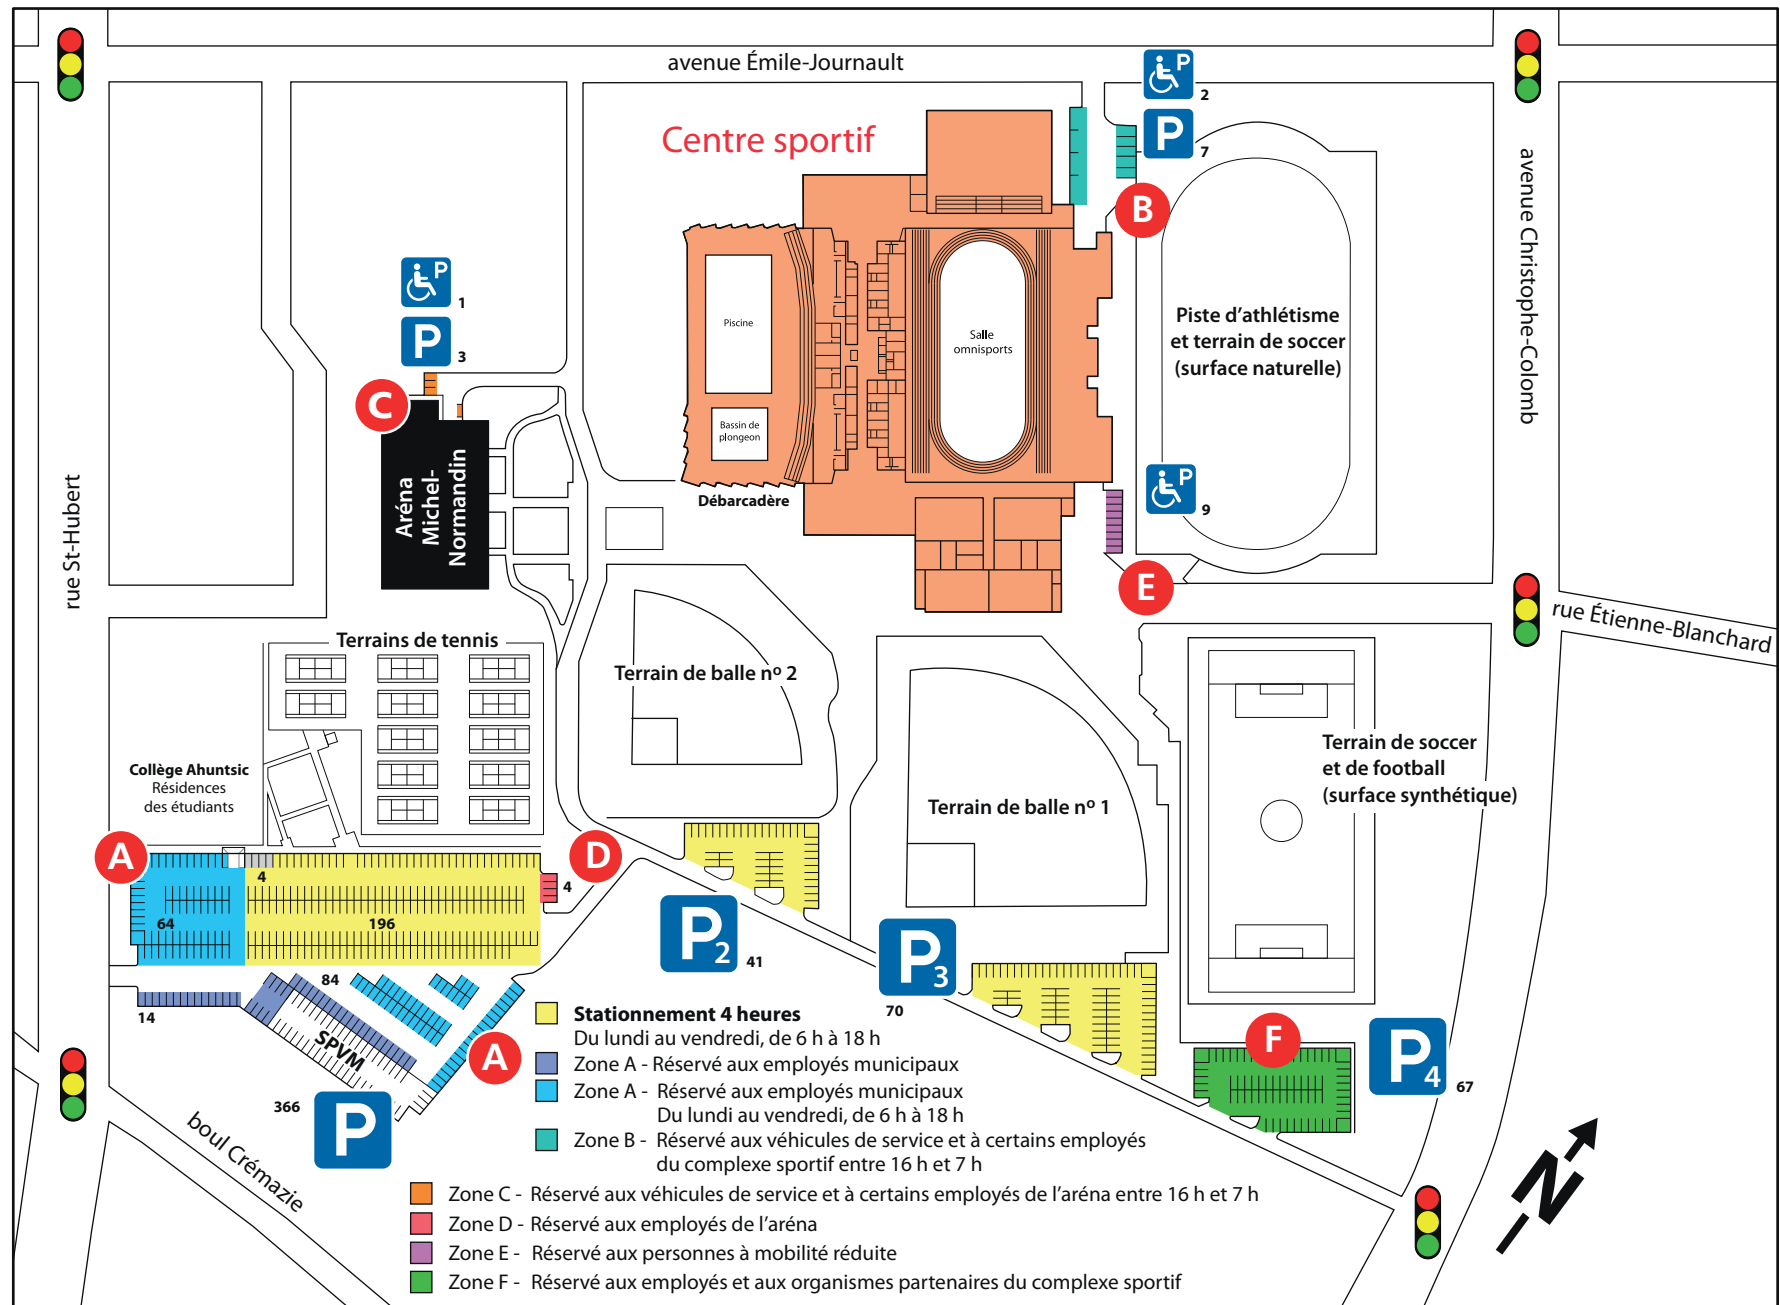 avenue Émile-Journault
P
2
P
7
Centre sportif
B
avenue Christophe-Colomb
P
1
P
3
C
Piscine
Salle
omnisports
Piste d'athlétisme
et terrain de soccer
(surface naturelle)
Bassin de
plongeon
Aréna
Michel-
Normandin
Débarcadère
P
9
rue St-Hubert
E
rue Étienne-Blanchard
Terrains de tennis
Terrain de balle nº 2
Terrain de soccer
et de football
(surface synthétique)
Collège Ahuntsic
Résidences
des étudiants
Terrain de balle nº 1
A
D
4
4
64
196
P2
41
P3
70
84
14
SPVM
A
F
P4
67
366
P
boul Crémazie
Stationnement 4 heures
Du lundi au vendredi, de 6 h à 18 h
Zone A - Réservé aux employés municipaux
Zone A - Réservé aux employés municipaux
Du lundi au vendredi, de 6 h à 18 h
Zone B - Réservé aux véhicules de service et à certains employés
du complexe sportif entre 16 h et 7 h
Zone C - Réservé aux véhicules de service et à certains employés de l'aréna entre 16 h et 7 h
Zone D - Réservé aux employés de l'aréna
Zone E - Réservé aux personnes à mobilité réduite
Zone F - Réservé aux employés et aux organismes partenaires du complexe sportif
N